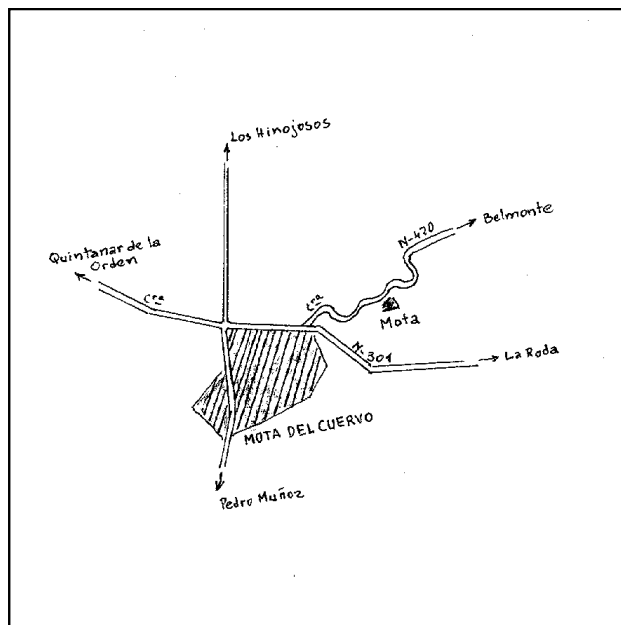 Los Hinojosos
N-420
Belmonte
Quintanar de la
Orden
Cra
Cra
Mota
N-301
La Roda
MOTA DEL CUERVO
Pedro Muñoz